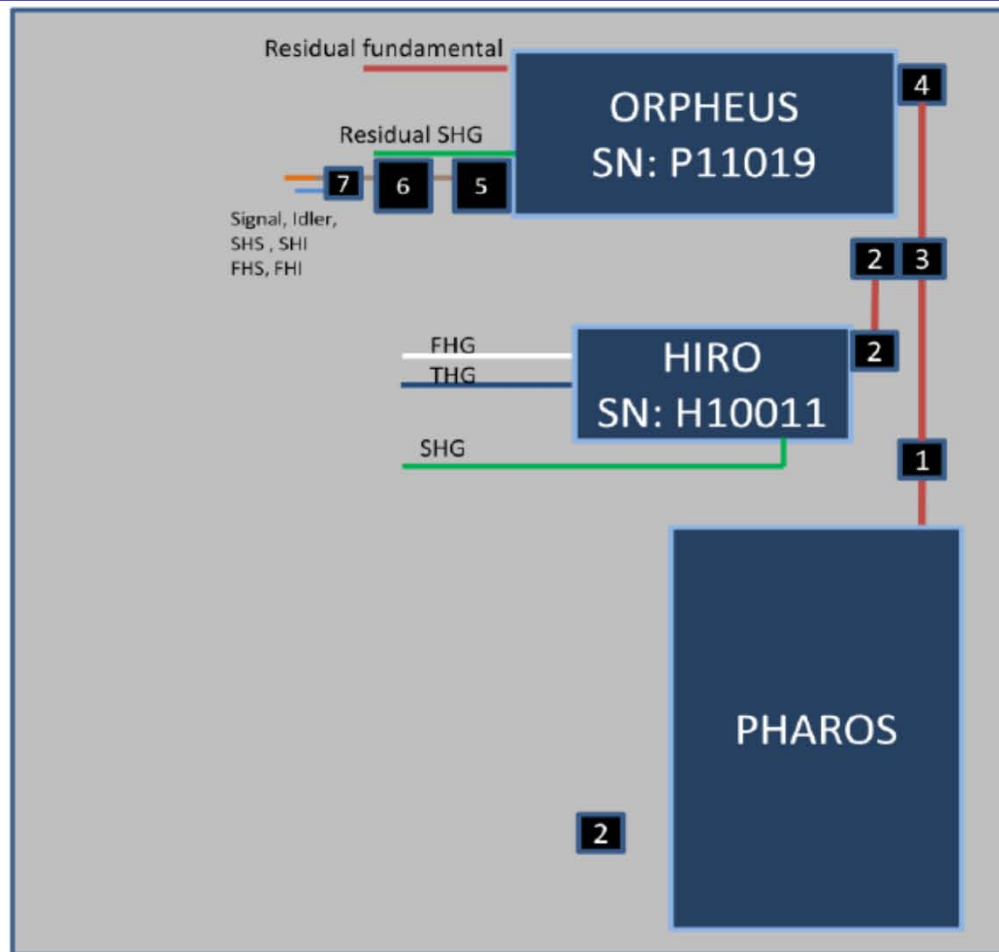 Residual fundamental
4
ORPHEUS
SN: P11019
Residual SHG
7
6
5
Signal, Idler,
SHS , SHI
FHS, FHI
2
3
FHG
THG
HIRO
SN: H10011
2
SHG
1
PHAROS
2